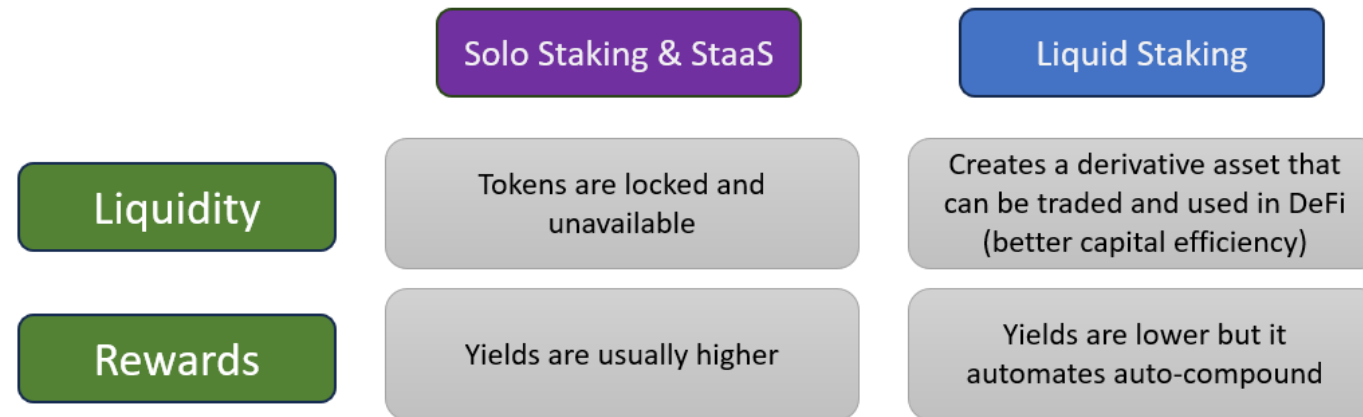 Solo Staking & StaaS
Liquid Staking
Liquidity
Tokens are locked and
unavailable
Creates a derivative asset that
can be traded and used in DeFi
(better capital efficiency)
Rewards
Yields are usually higher
Yields are lower but it
automates auto-compound